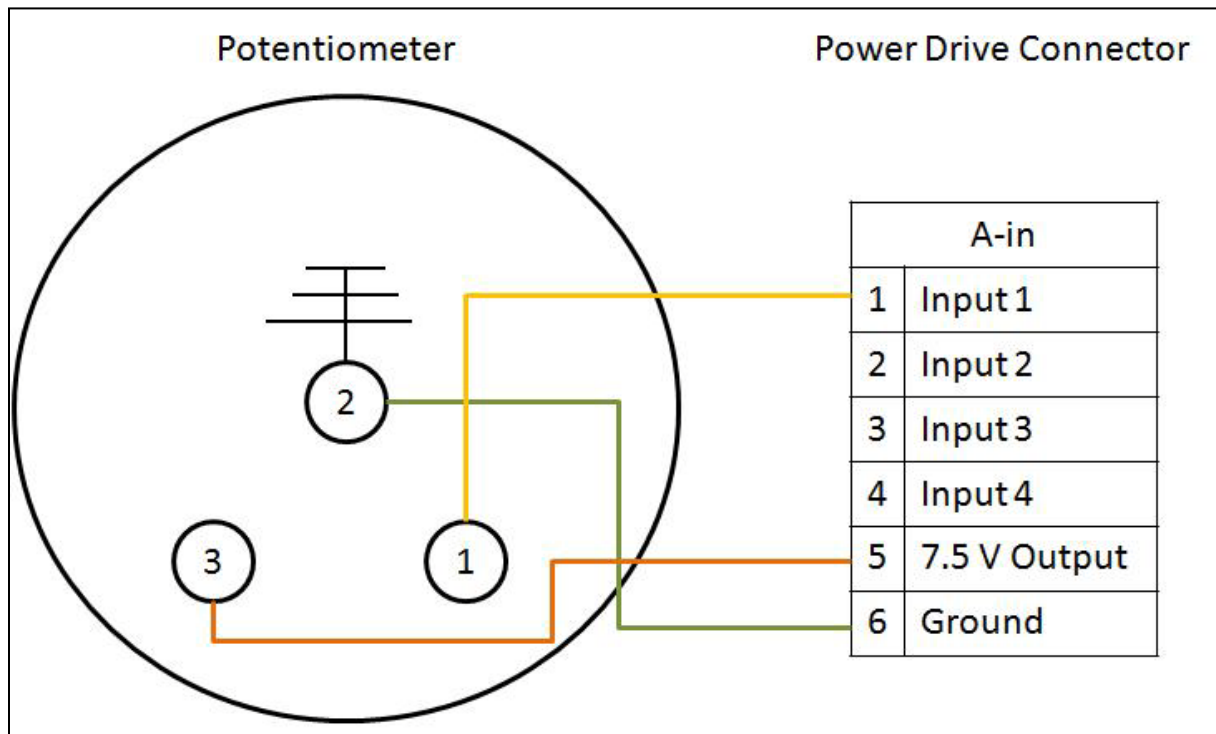 Potentiometer
Power Drive Connector
A-in
1 Input 1
2 Input 2
3 Input 3
4 Input 4
5 7.5 V Output
6 Ground
2
3
1